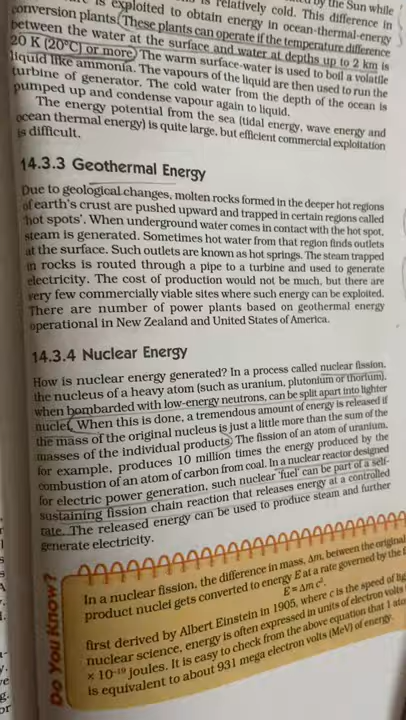 ted by the Sun while
is relatively cold. This difference in
is exploited to obtain energy in ocean-thermal-energy
conversion plants. These plants can operate if the temperature difference
between the water at the surface and water at depths up to 2 km is
20 K (20°C) or more. The warm surface-water is used to boil a volatile
liquid like ammonia. The vapours of the liquid are then used to run the
turbine of generator. The cold water from the depth of the ocean is
pumped up and condense vapour again to liquid.
The energy potential from the sea (tidal energy, wave energy and
ocean thermal energy) is quite large, but efficient commercial exploitation
is difficult.
14.3.3 Geothermal Energy
Due to geological changes, molten rocks formed in the deeper hot regions
of earth's crust are pushed upward and trapped in certain regions called
'hot spots'. When underground water comes in contact with the hot spot,
steam is generated. Sometimes hot water from that region finds outlets
at the surface. Such outlets are known as hot springs. The steam trapped
in rocks is routed through a pipe to a turbine and used to generate
electricity. The cost of production would not be much, but there are
very few commercially viable sites where such energy can be exploited.
There are number of power plants based on geothermal energy
operational in New Zealand and United States of America.
14.3.4 Nuclear Energy
How is nuclear energy generated? In a process called nuclear fission,
the nucleus of a heavy atom (such as uranium, plutonium or thorium),
when bombarded with low-energy neutrons, can be split apart into lighter
nuclei. When this is done, a tremendous amount of energy is released if
the mass of the original nucleus is just a little more than the sum of the
masses of the individual products. The fission of an atom of uranium,
for example, produces 10 million times the energy produced by the
combustion of an atom of carbon from coal. In a nuclear reactor designed
for electric power generation, such nuclear 'fuel' can be part of a self-
sustaining fission chain reaction that releases energy at a controlled
rate. The released energy can be used to produce steam and further
generate electricity.
Do You Know?
In a nuclear fission, the difference in mass, Δm, between the original
product nuclei gets converted to energy E at a rate governed by the
E = Δm c²,
first derived by Albert Einstein in 1905, where c is the speed of
nuclear science, energy is often expressed in units of electron volts
× 10⁻¹⁹ joules. It is easy to check from the above equation that 1
is equivalent to about 931 mega electron volts (MeV) of energy.